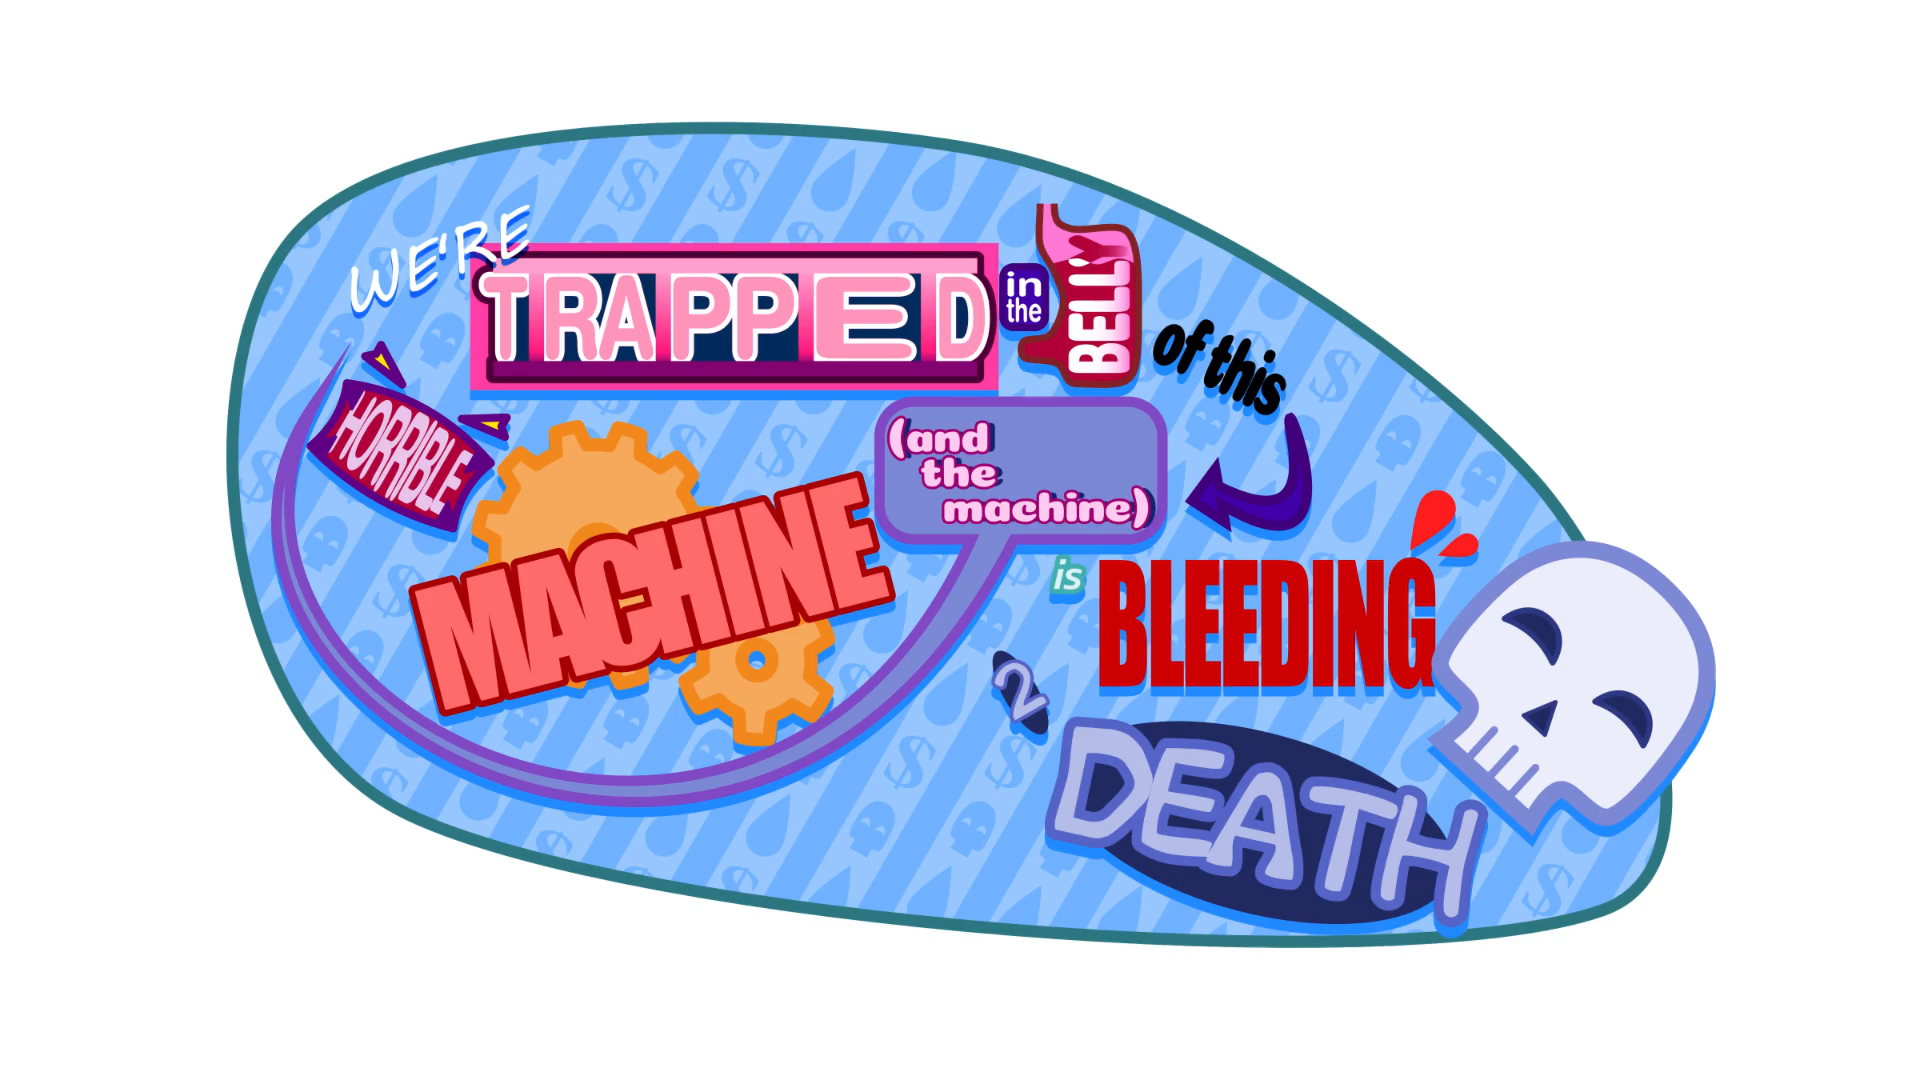 WE'RE
TRAPPED
in
the
BELLY
of this
HORRIBLE
MACHINE
(and
the
machine)
is
BLEEDING
2
DEATH